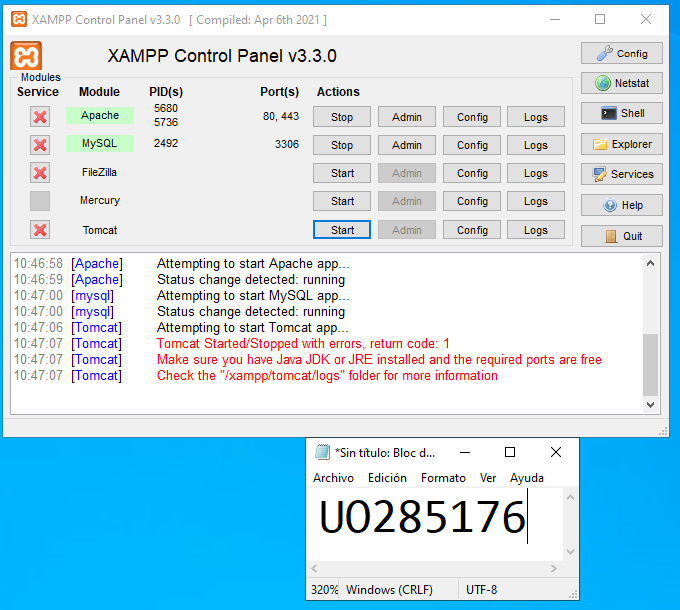 XAMPP Control Panel v3.3.0 [ Compiled: Apr 6th 2021 ]
XAMPP Control Panel v3.3.0
Config
Modules
Service Module PID(s) Port(s) Actions
Netstat
Apache 5680 5736 80, 443 Stop Admin Config Logs
Shell
MySQL 2492 3306 Stop Admin Config Logs
Explorer
FileZilla Start Admin Config Logs
Services
Mercury Start Admin Config Logs
Help
Tomcat Start Admin Config Logs
Quit
10:46:58 [Apache] Attempting to start Apache app...
10:46:59 [Apache] Status change detected: running
10:47:00 [mysql] Attempting to start MySQL app...
10:47:00 [mysql] Status change detected: running
10:47:06 [Tomcat] Attempting to start Tomcat app...
10:47:07 [Tomcat] Tomcat Started/Stopped with errors, return code: 1
10:47:07 [Tomcat] Make sure you have Java JDK or JRE installed and the required ports are free
10:47:07 [Tomcat] Check the "/xampp/tomcat/logs" folder for more information
*Sin título: Bloc d...
Archivo Edición Formato Ver Ayuda
UO285176
320% Windows (CRLF) UTF-8